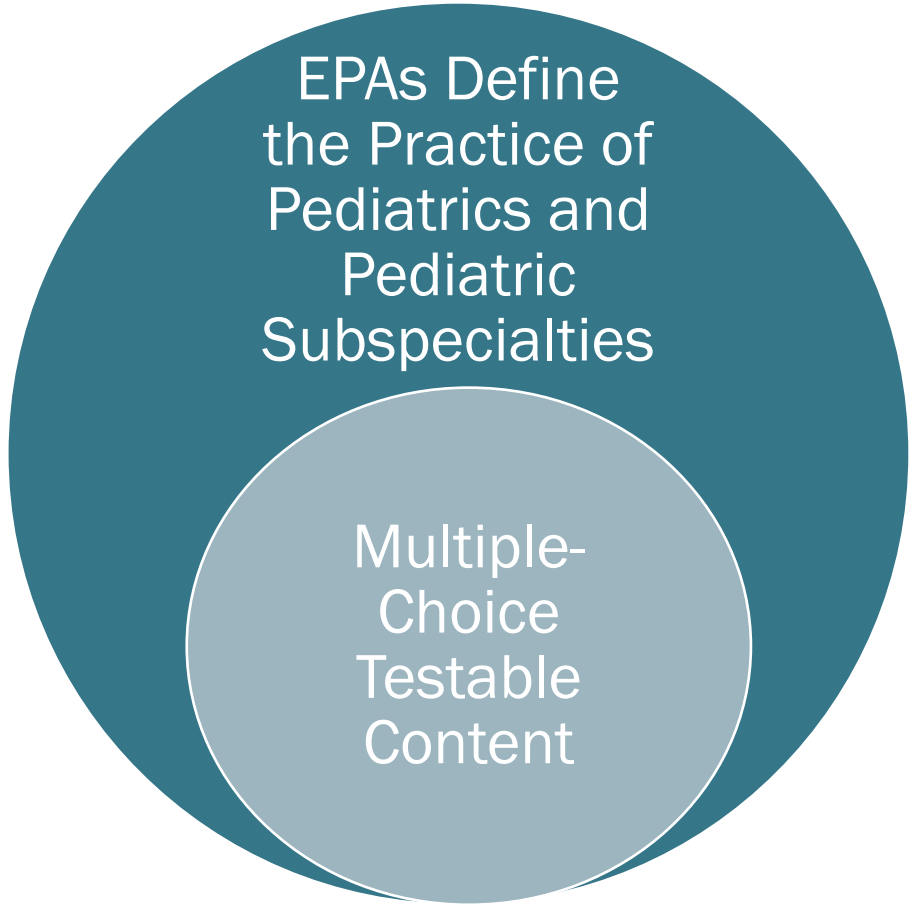 EPAs Define
the Practice of
Pediatrics and
Pediatric
Subspecialties
Multiple-
Choice
Testable
Content